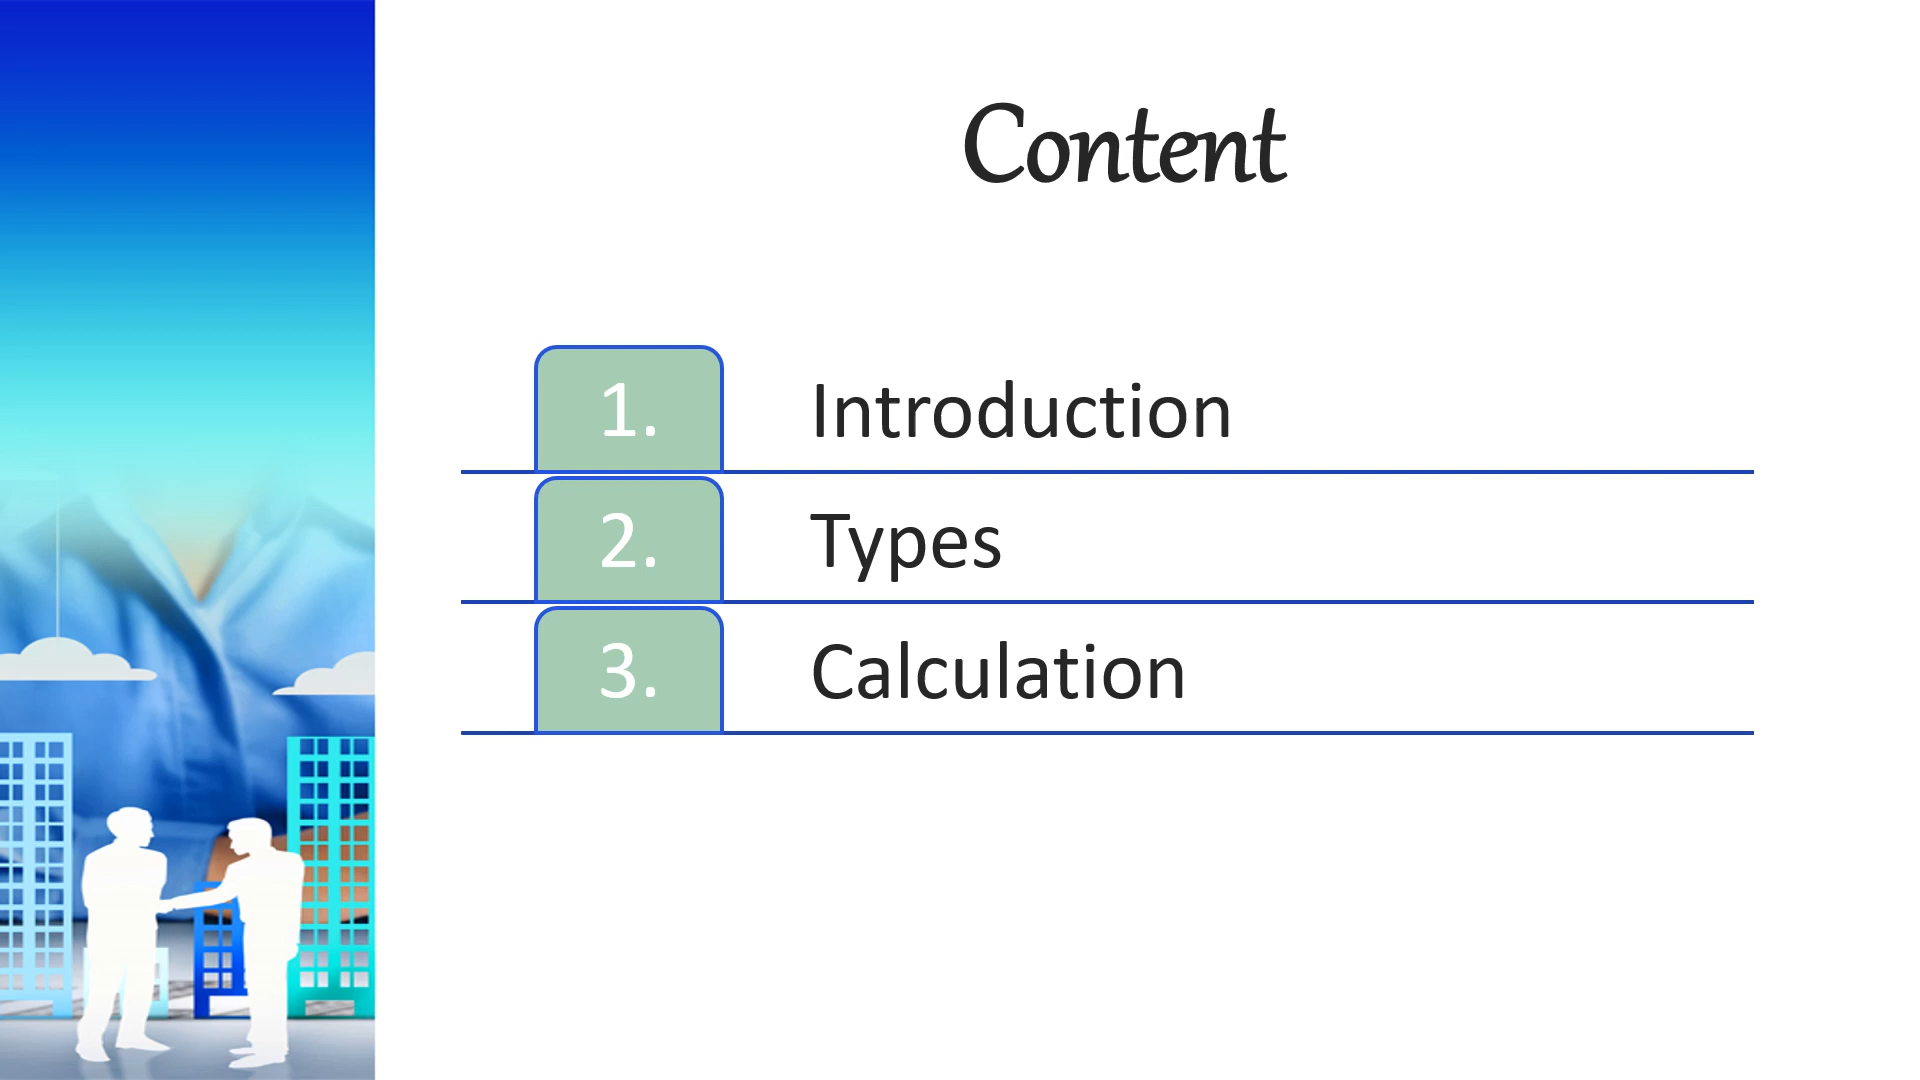 Content
1. Introduction
2. Types
3. Calculation